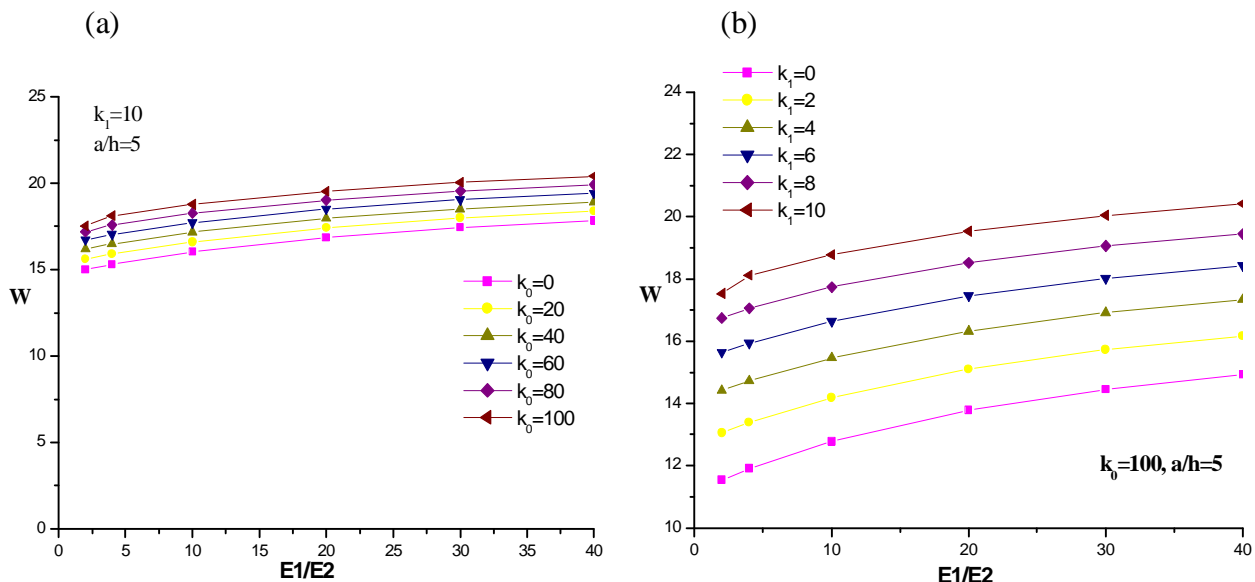 (a)
25
20
15
10
5
0
W
k₁=10
a/h=5
k₀=0
k₀=20
k₀=40
k₀=60
k₀=80
k₀=100
0 5 10 15 20 25 30 35 40
E1/E2
(b)
k₁=0
k₁=2
k₁=4
k₁=6
k₁=8
k₁=10
24
22
20
18
16
14
12
10
W
k₀=100, a/h=5
0 10 20 30 40
E1/E2